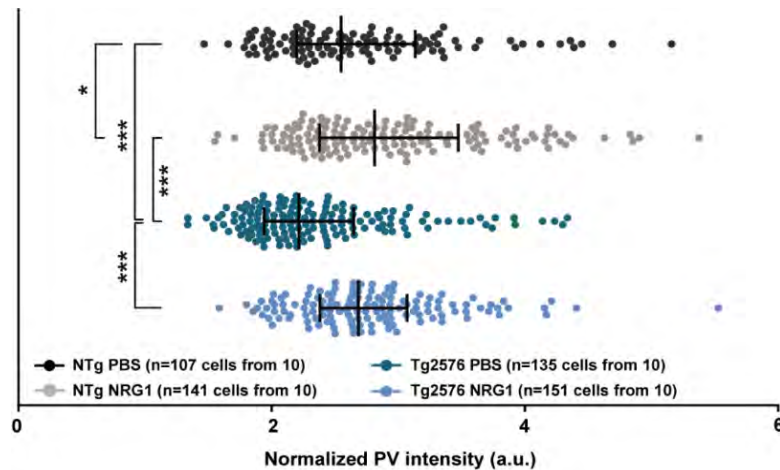 *
***
***
***
NTg PBS (n=107 cells from 10)
Tg2576 PBS (n=135 cells from 10)
NTg NRG1 (n=141 cells from 10)
Tg2576 NRG1 (n=151 cells from 10)
0 2 4 6
Normalized PV intensity (a.u.)